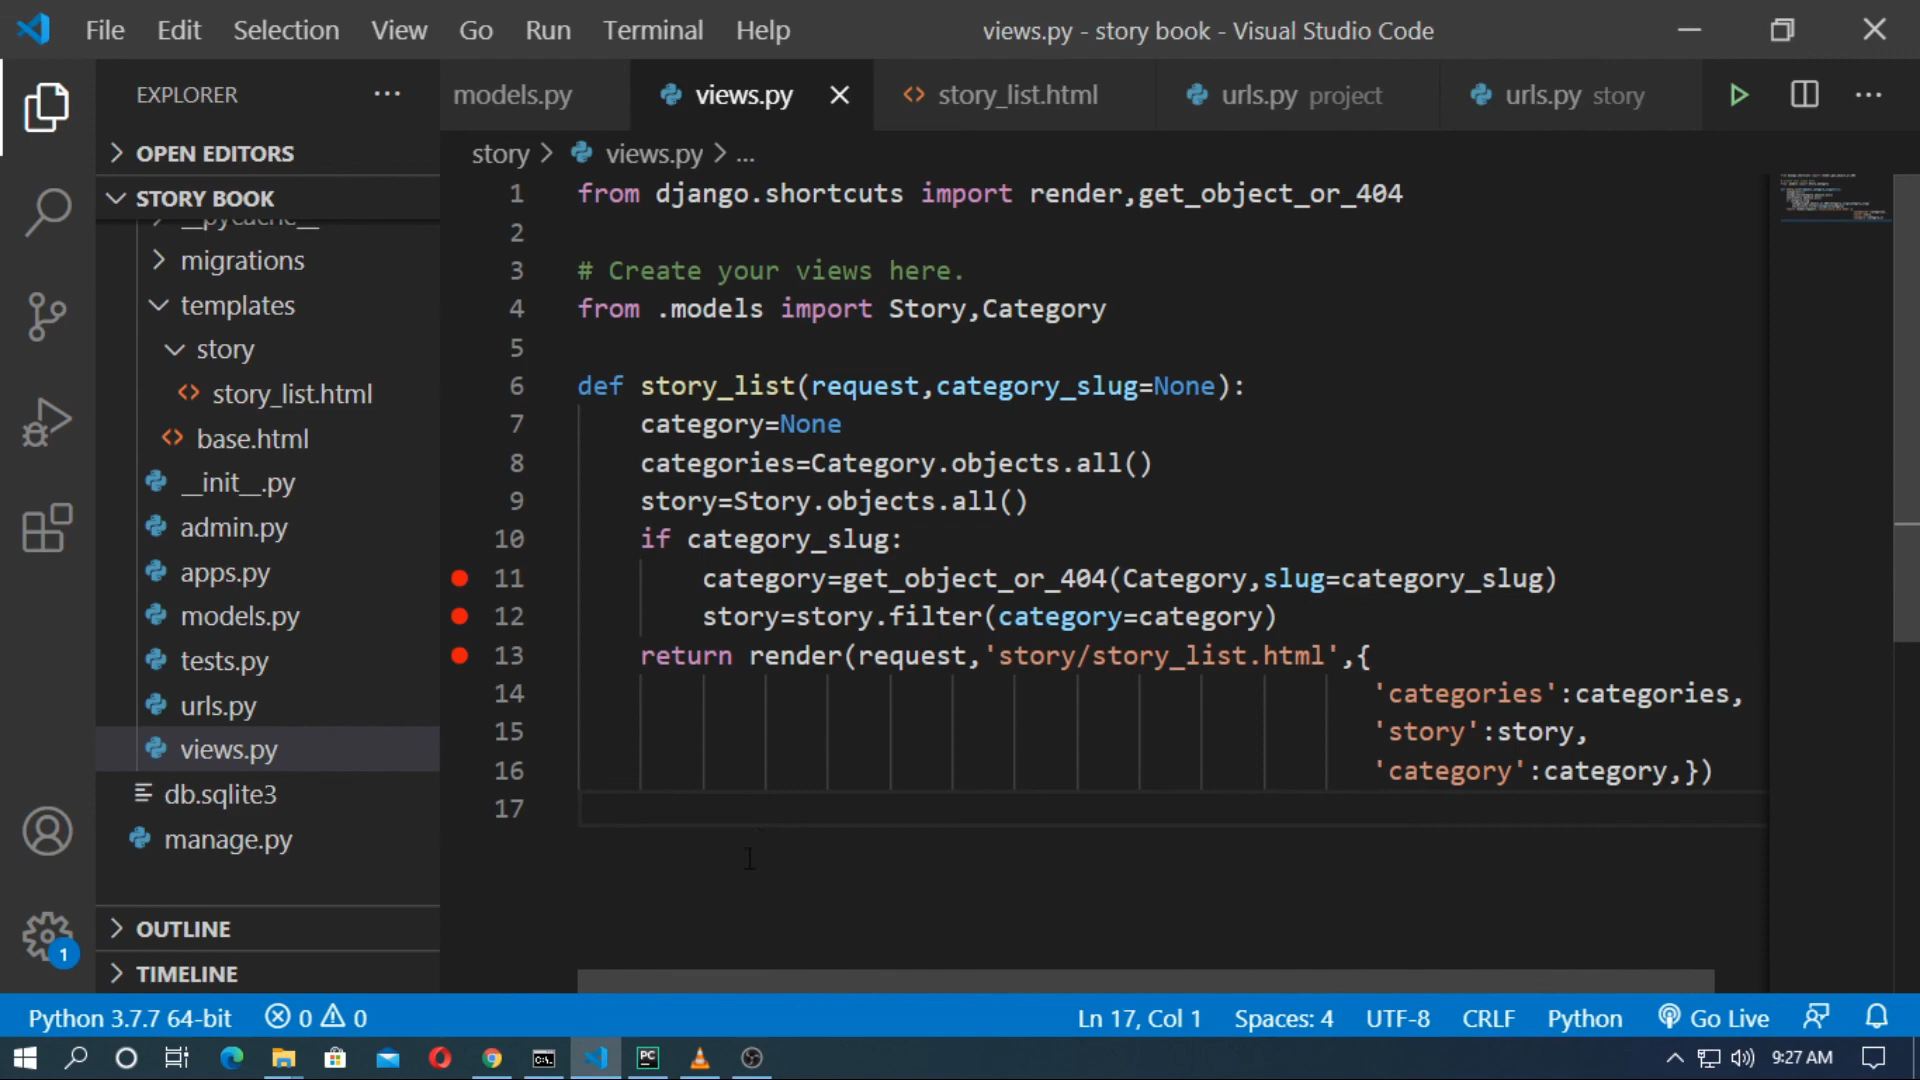 File Edit Selection View Go Run Terminal Help views.py - story book - Visual Studio Code
EXPLORER ...
models.py views.py story_list.html urls.py project urls.py story ...
OPEN EDITORS
story > views.py > ...
STORY BOOK
__pycache__
migrations
templates
story
story_list.html
base.html
__init__.py
admin.py
apps.py
models.py
tests.py
urls.py
views.py
db.sqlite3
manage.py
OUTLINE
TIMELINE
1 from django.shortcuts import render,get_object_or_404
2
3 # Create your views here.
4 from .models import Story,Category
5
6 def story_list(request,category_slug=None):
7 category=None
8 categories=Category.objects.all()
9 story=Story.objects.all()
10 if category_slug:
11 category=get_object_or_404(Category,slug=category_slug)
12 story=story.filter(category=category)
13 return render(request,'story/story_list.html',{
14 'categories':categories,
15 'story':story,
16 'category':category,})
17
1
Python 3.7.7 64-bit 0 0 Ln 17, Col 1 Spaces: 4 UTF-8 CRLF Python Go Live
PC 9:27 AM